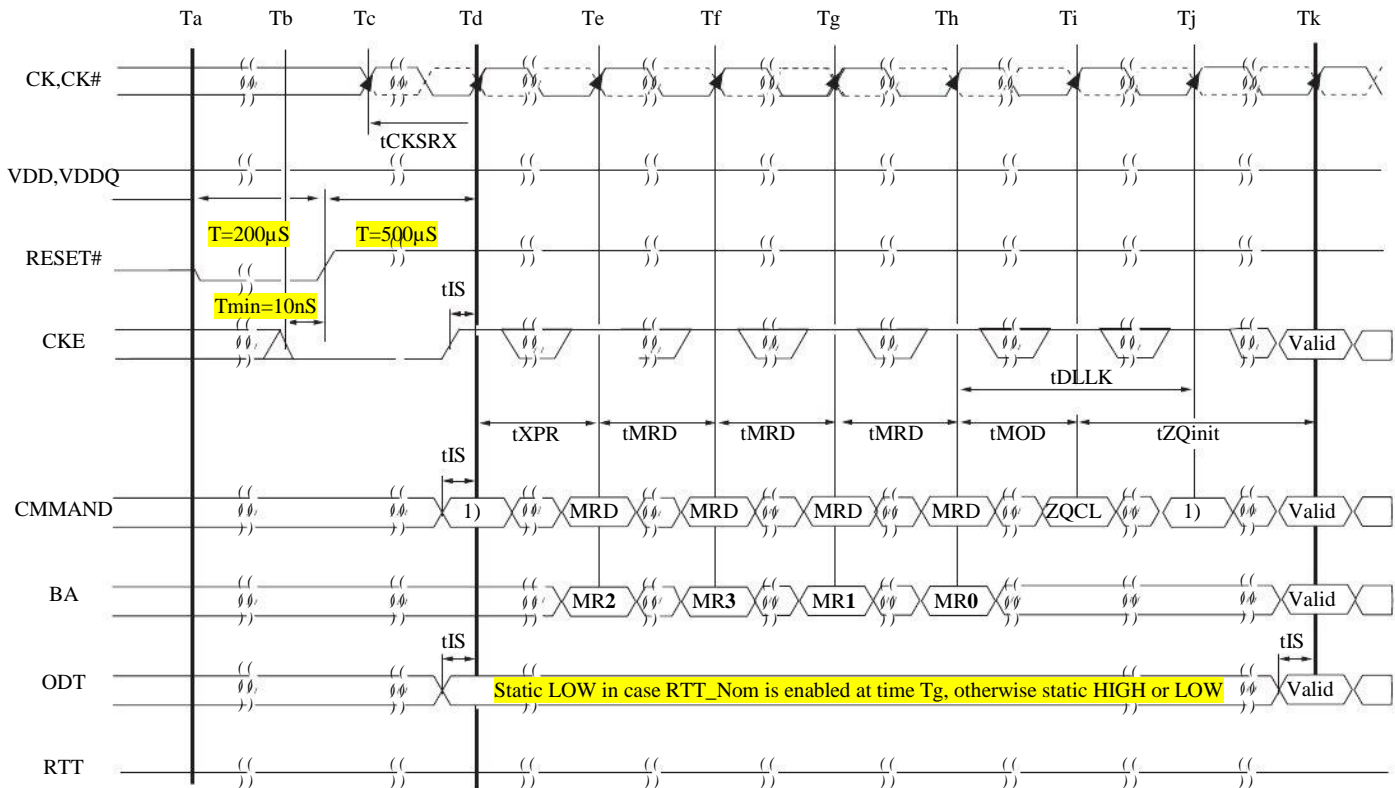 Ta Tb Tc Td Te Tf Tg Th Ti Tj Tk
CK,CK#
tCKSRX
VDD,VDDQ
T=200µS T=500µS
RESET#
Tmin=10nS tIS
CKE Valid
tDLLK
tXPR tMRD tMRD tMRD tMOD tZQinit
tIS
CMMAND 1) MRD MRD MRD MRD ZQCL 1) Valid
BA MR2 MR3 MR1 MR0 Valid
tIS tIS
ODT Static LOW in case RTT_Nom is enabled at time Tg, otherwise static HIGH or LOW Valid
RTT